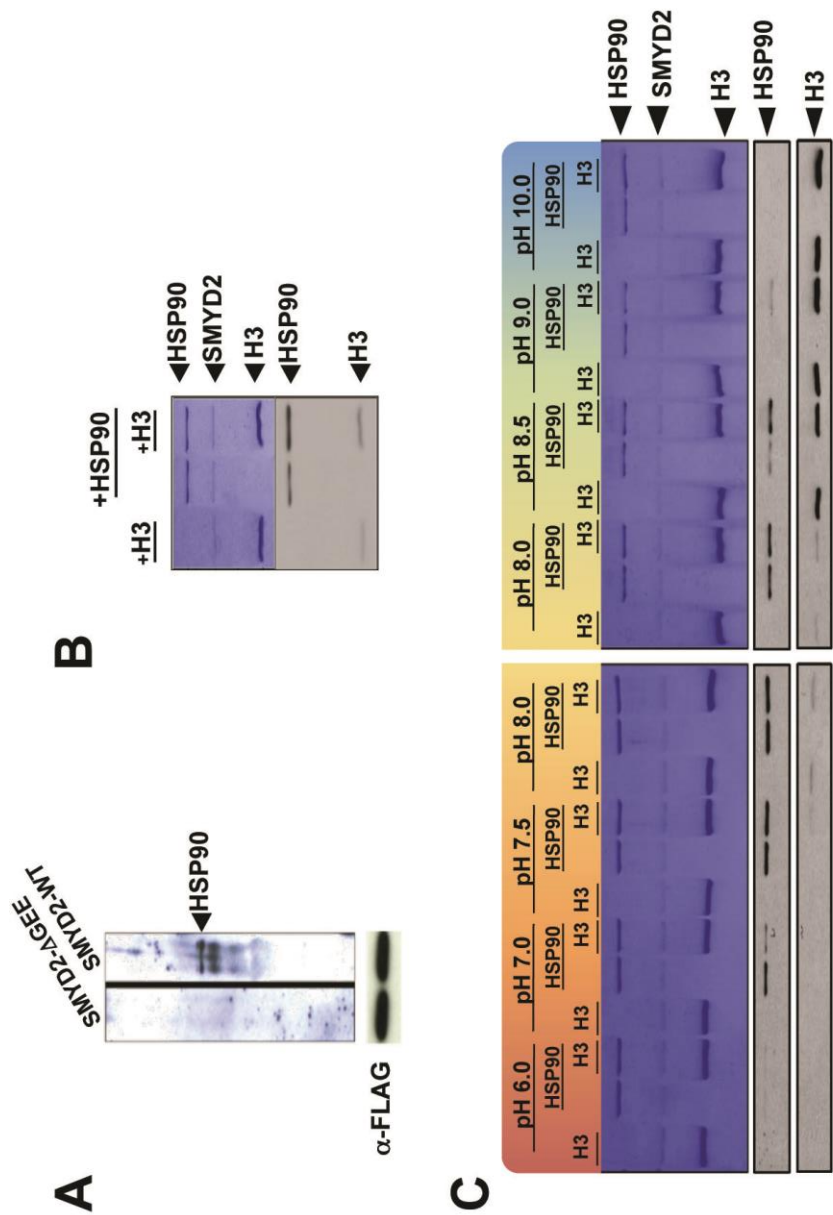 A
SMYD2-ΔGEE
SMYD2-WT
HSP90
α-FLAG
B
+HSP90
+H3
+H3
HSP90
SMYD2
H3
HSP90
H3
C
pH 6.0 pH 7.0 pH 7.5 pH 8.0
HSP90 HSP90 HSP90 HSP90
H3 H3 H3 H3 H3 H3 H3 H3
pH 8.0 pH 8.5 pH 9.0 pH 10.0
HSP90 HSP90 HSP90 HSP90
H3 H3 H3 H3 H3 H3 H3 H3
HSP90
SMYD2
H3
HSP90
H3